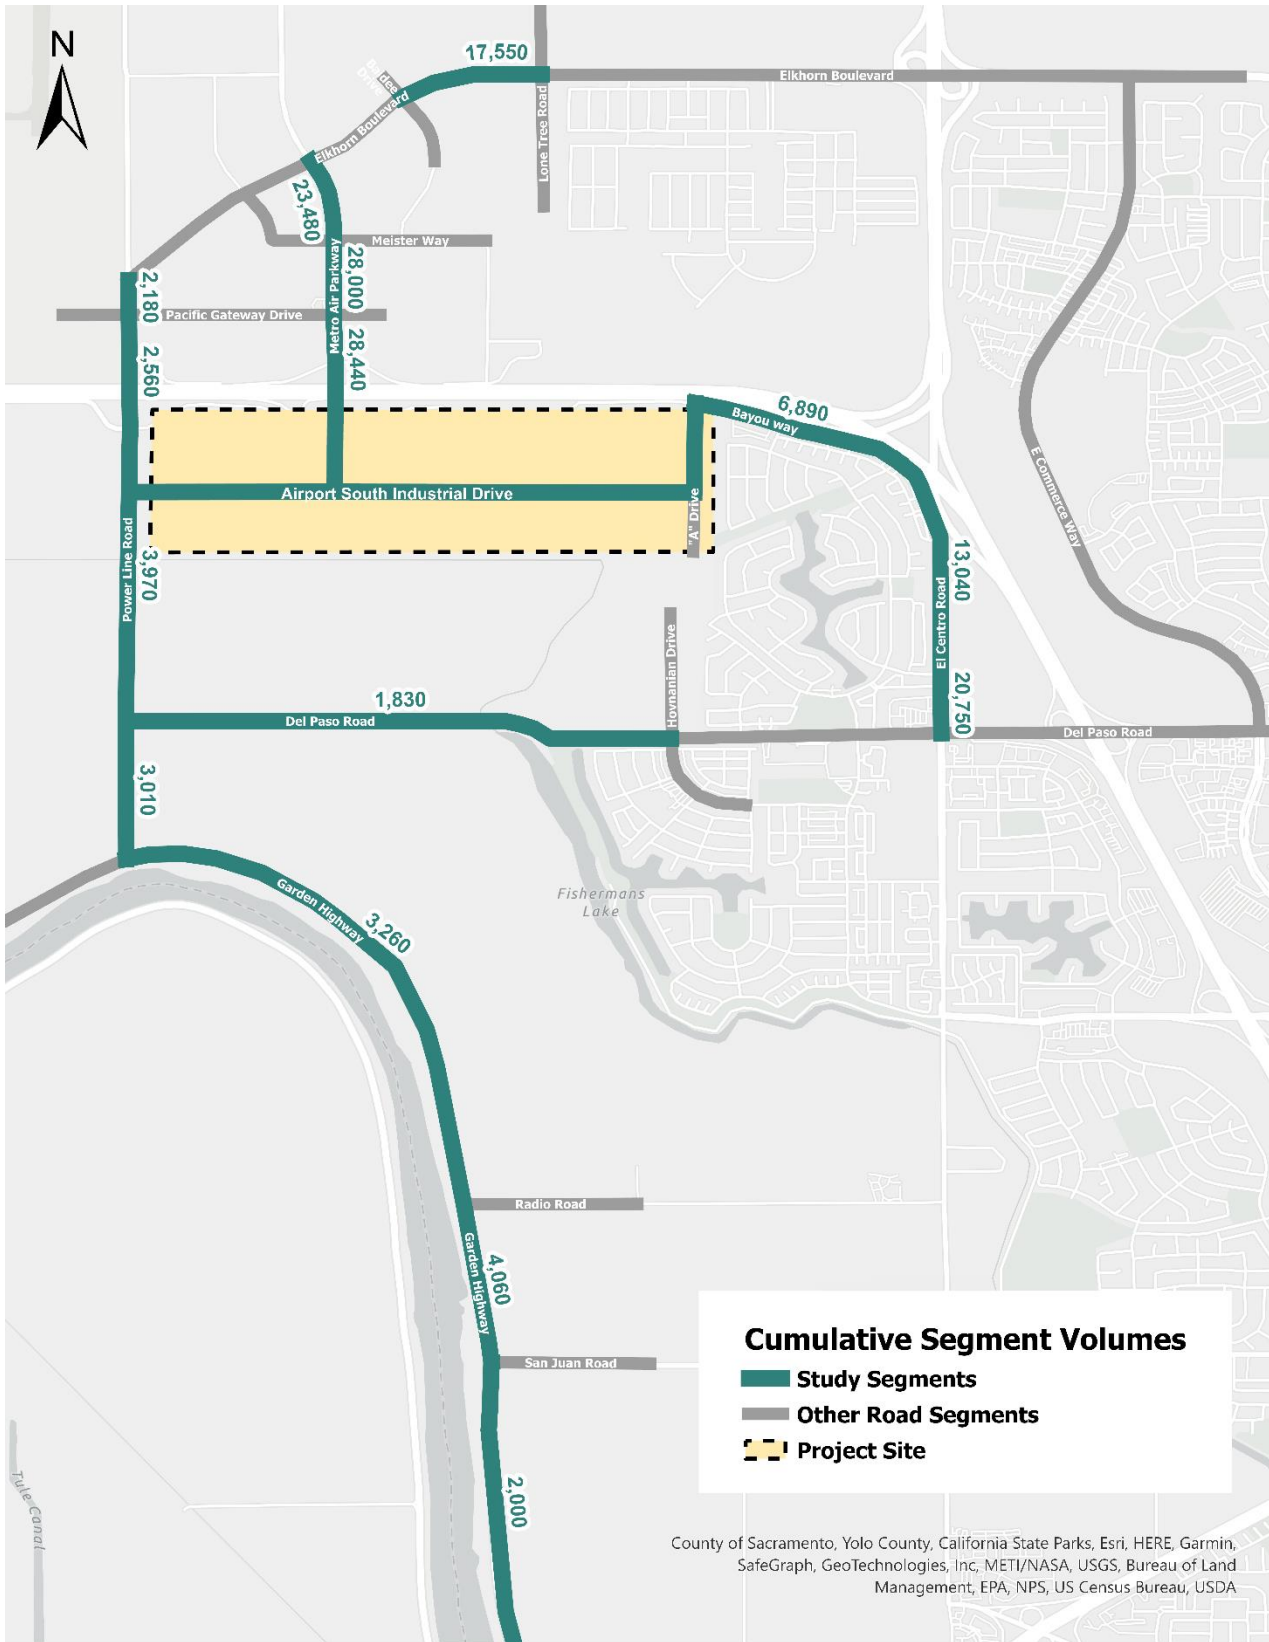 N
17,550
Elkhorn Boulevard
Badee
Drive
Elkhorn Boulevard
Lone Tree Road
23,480
Meister Way
28,000
Metro Air Parkway
2,180
Pacific Gateway Drive
28,440
2,560
6,890
Bayou way
E Commerce Way
Airport South Industrial Drive
"A" Drive
Power Line Road
3,970
13,040
El Centro Road
Hovnanian Drive
20,750
1,830
Del Paso Road
Del Paso Road
3,010
Garden Highway
3,260
Fishermans
Lake
Radio Road
Garden Highway
4,060
San Juan Road
2,000
Tule Canal
Cumulative Segment Volumes
Study Segments
Other Road Segments
Project Site
County of Sacramento, Yolo County, California State Parks, Esri, HERE, Garmin,
SafeGraph, GeoTechnologies, Inc, METI/NASA, USGS, Bureau of Land
Management, EPA, NPS, US Census Bureau, USDA